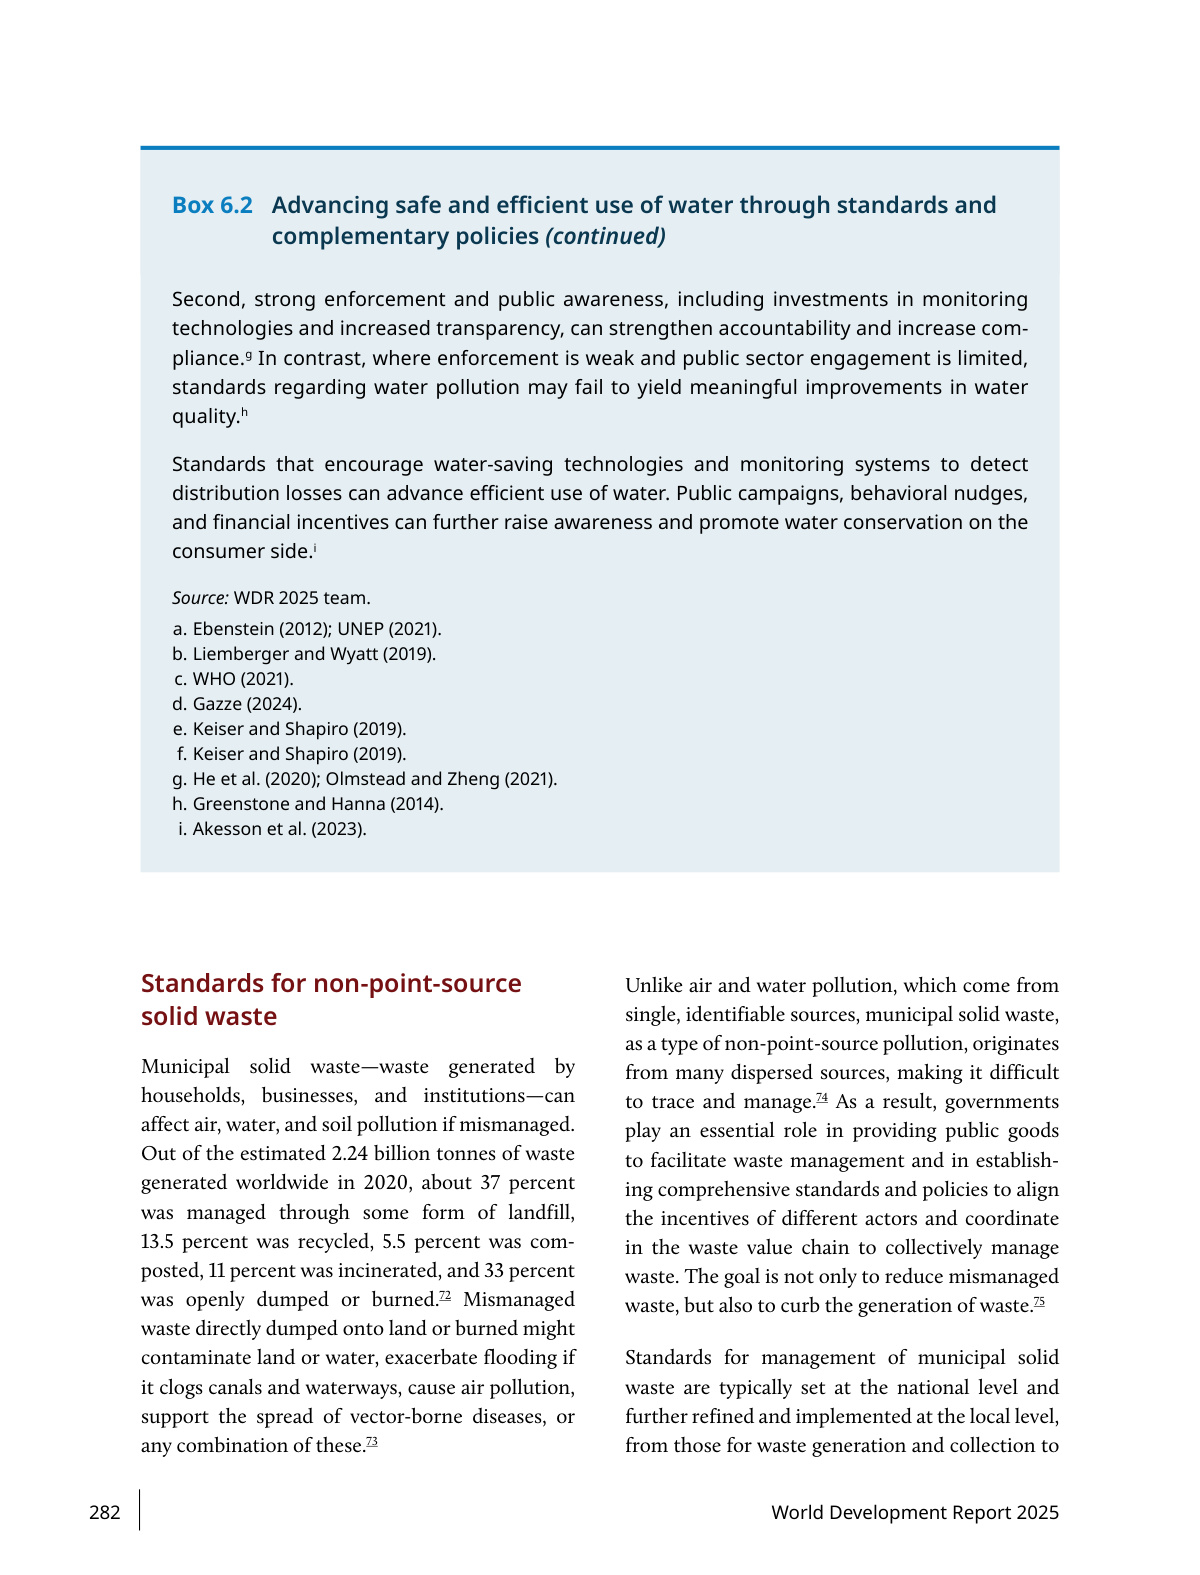 Box 6.2 Advancing safe and efficient use of water through standards and
complementary policies (continued)
Second, strong enforcement and public awareness, including investments in monitoring
technologies and increased transparency, can strengthen accountability and increase com-
pliance.g In contrast, where enforcement is weak and public sector engagement is limited,
standards regarding water pollution may fail to yield meaningful improvements in water
quality.h
Standards that encourage water-saving technologies and monitoring systems to detect
distribution losses can advance efficient use of water. Public campaigns, behavioral nudges,
and financial incentives can further raise awareness and promote water conservation on the
consumer side.i
Source: WDR 2025 team.
a. Ebenstein (2012); UNEP (2021).
b. Liemberger and Wyatt (2019).
c. WHO (2021).
d. Gazze (2024).
e. Keiser and Shapiro (2019).
f. Keiser and Shapiro (2019).
g. He et al. (2020); Olmstead and Zheng (2021).
h. Greenstone and Hanna (2014).
i. Akesson et al. (2023).
Standards for non-point-source
solid waste
Municipal solid waste—waste generated by
households, businesses, and institutions—can
affect air, water, and soil pollution if mismanaged.
Out of the estimated 2.24 billion tonnes of waste
generated worldwide in 2020, about 37 percent
was managed through some form of landfill,
13.5 percent was recycled, 5.5 percent was com-
posted, 11 percent was incinerated, and 33 percent
was openly dumped or burned.72 Mismanaged
waste directly dumped onto land or burned might
contaminate land or water, exacerbate flooding if
it clogs canals and waterways, cause air pollution,
support the spread of vector-borne diseases, or
any combination of these.73
Unlike air and water pollution, which come from
single, identifiable sources, municipal solid waste,
as a type of non-point-source pollution, originates
from many dispersed sources, making it difficult
to trace and manage.74 As a result, governments
play an essential role in providing public goods
to facilitate waste management and in establish-
ing comprehensive standards and policies to align
the incentives of different actors and coordinate
in the waste value chain to collectively manage
waste. The goal is not only to reduce mismanaged
waste, but also to curb the generation of waste.75
Standards for management of municipal solid
waste are typically set at the national level and
further refined and implemented at the local level,
from those for waste generation and collection to
282
World Development Report 2025